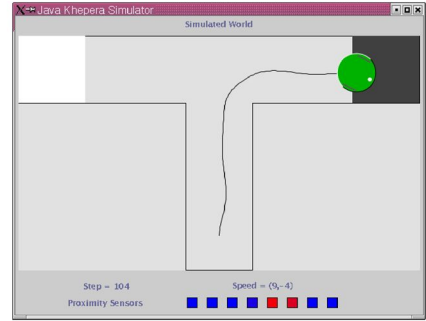 Java Khepera Simulator
Simulated World
Step = 104
Speed = (9,-4)
Proximity Sensors